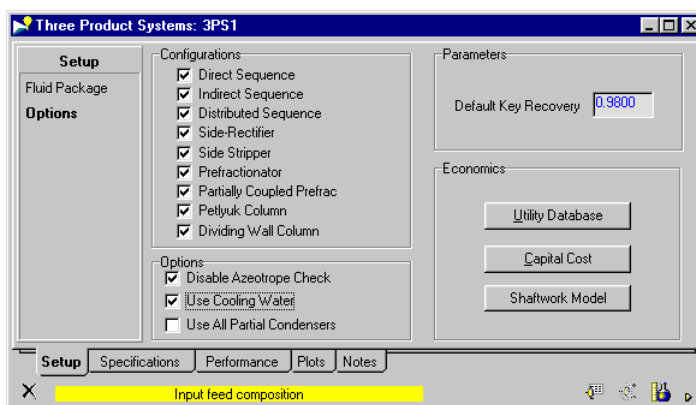 Three Product Systems: 3PS1
Setup
Fluid Package
Options
Configurations
Direct Sequence
Indirect Sequence
Distributed Sequence
Side-Rectifier
Side Stripper
Prefractionator
Partially Coupled Prefrac
Petlyuk Column
Dividing Wall Column
Options
Disable Azeotrope Check
Use Cooling Water
Use All Partial Condensers
Parameters
Default Key Recovery 0.9800
Economics
Utility Database
Capital Cost
Shaftwork Model
Setup Specifications Performance Plots Notes
Input feed composition